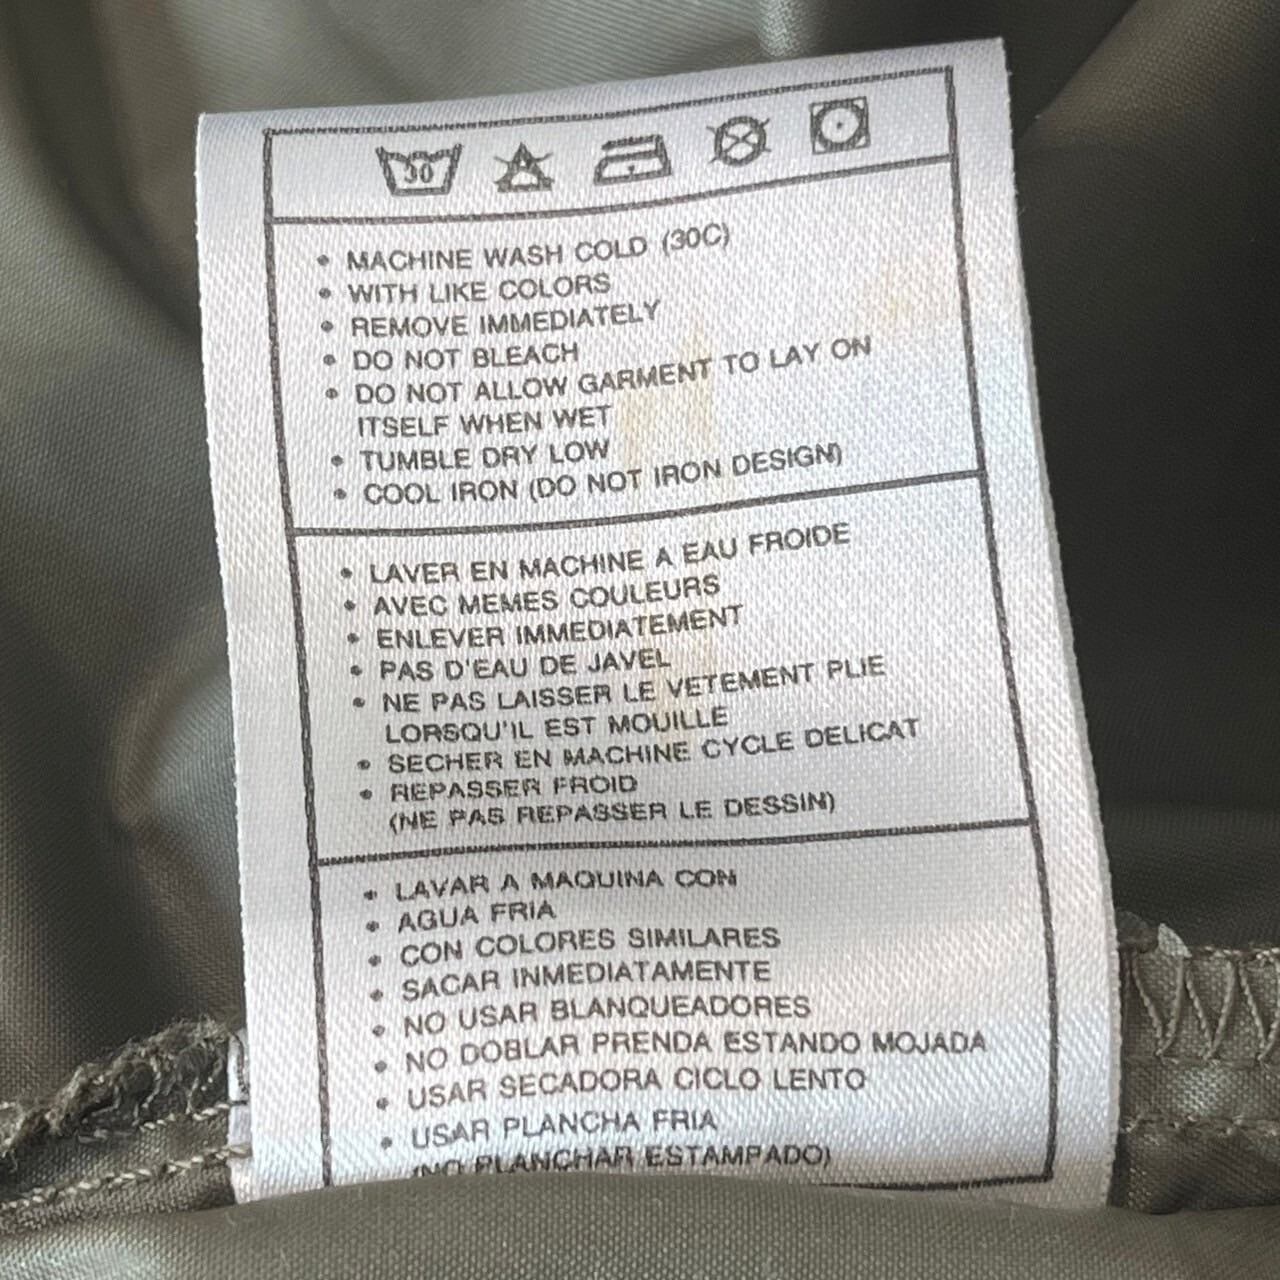 30
• MACHINE WASH COLD (30C)
• WITH LIKE COLORS
• REMOVE IMMEDIATELY
• DO NOT BLEACH
• DO NOT ALLOW GARMENT TO LAY ON
ITSELF WHEN WET
• TUMBLE DRY LOW
• COOL IRON (DO NOT IRON DESIGN)
• LAVER EN MACHINE A EAU FROIDE
• AVEC MEMES COULEURS
• ENLEVER IMMEDIATEMENT
• PAS D'EAU DE JAVEL
• NE PAS LAISSER LE VETEMENT PLIE
LORSQU'IL EST MOUILLE
• SECHER EN MACHINE CYCLE DELICAT
• REPASSER FROID
(NE PAS REPASSER LE DESSIN)
• LAVAR A MAQUINA CON
• AGUA FRIA
• CON COLORES SIMILARES
• SACAR INMEDIATAMENTE
• NO USAR BLANQUEADORES
• NO DOBLAR PRENDA ESTANDO MOJADA
• USAR SECADORA CICLO LENTO
• USAR PLANCHA FRIA
(NO PLANCHAR ESTAMPADO)